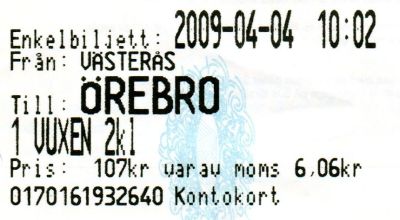 Enkelbiljett: 2009-04-04 10:02
Från: VÄSTERÅS
Till: ÖREBRO
1 VUXEN 2kl
Pris: 107kr varav moms 6,06kr
0170161932640 Kontokort